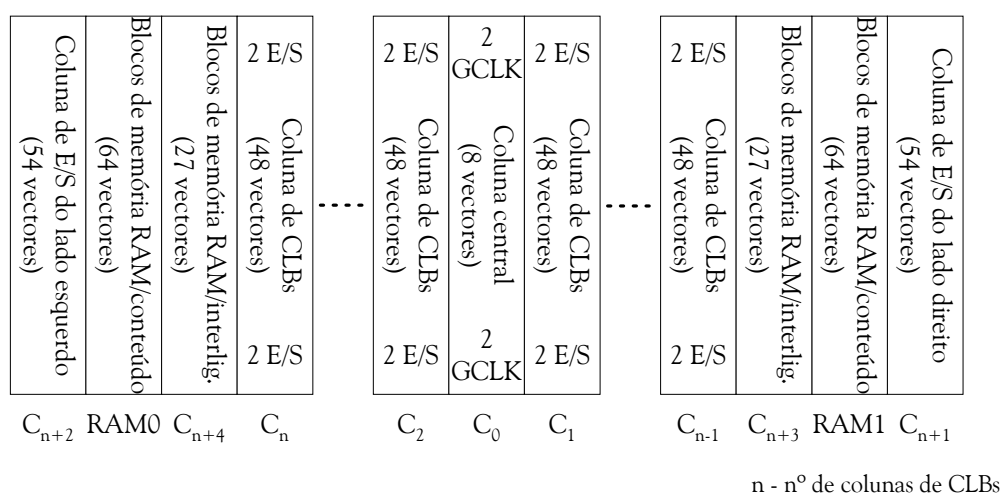 Coluna de E/S do lado esquerdo
(54 vectores)
Blocos de memória RAM/conteúdo
(64 vectores)
Blocos de memória RAM/interlig.
(27 vectores)
2 E/S
Coluna de CLBs
(48 vectores)
2 E/S
2 E/S
Coluna de CLBs
(48 vectores)
2 E/S
2
GCLK
Coluna central
(8 vectores)
2
GCLK
2 E/S
Coluna de CLBs
(48 vectores)
2 E/S
2 E/S
Coluna de CLBs
(48 vectores)
2 E/S
Blocos de memória RAM/interlig.
(27 vectores)
Blocos de memória RAM/conteúdo
(64 vectores)
Coluna de E/S do lado direito
(54 vectores)
Cn+2 RAM0 Cn+4 Cn C2 C0 C1 Cn-1 Cn+3 RAM1 Cn+1
n - nº de colunas de CLBs